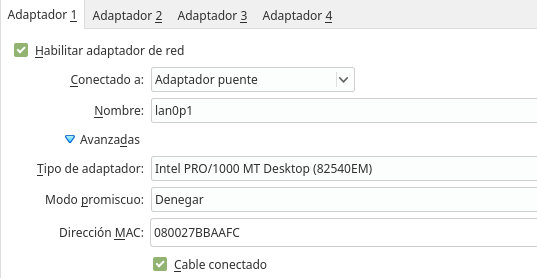 Adaptador 1 Adaptador 2 Adaptador 3 Adaptador 4
Habilitar adaptador de red
Conectado a: Adaptador puente
Nombre: lan0p1
Avanzadas
Tipo de adaptador: Intel PRO/1000 MT Desktop (82540EM)
Modo promiscuo: Denegar
Dirección MAC: 080027BBAAFC
Cable conectado